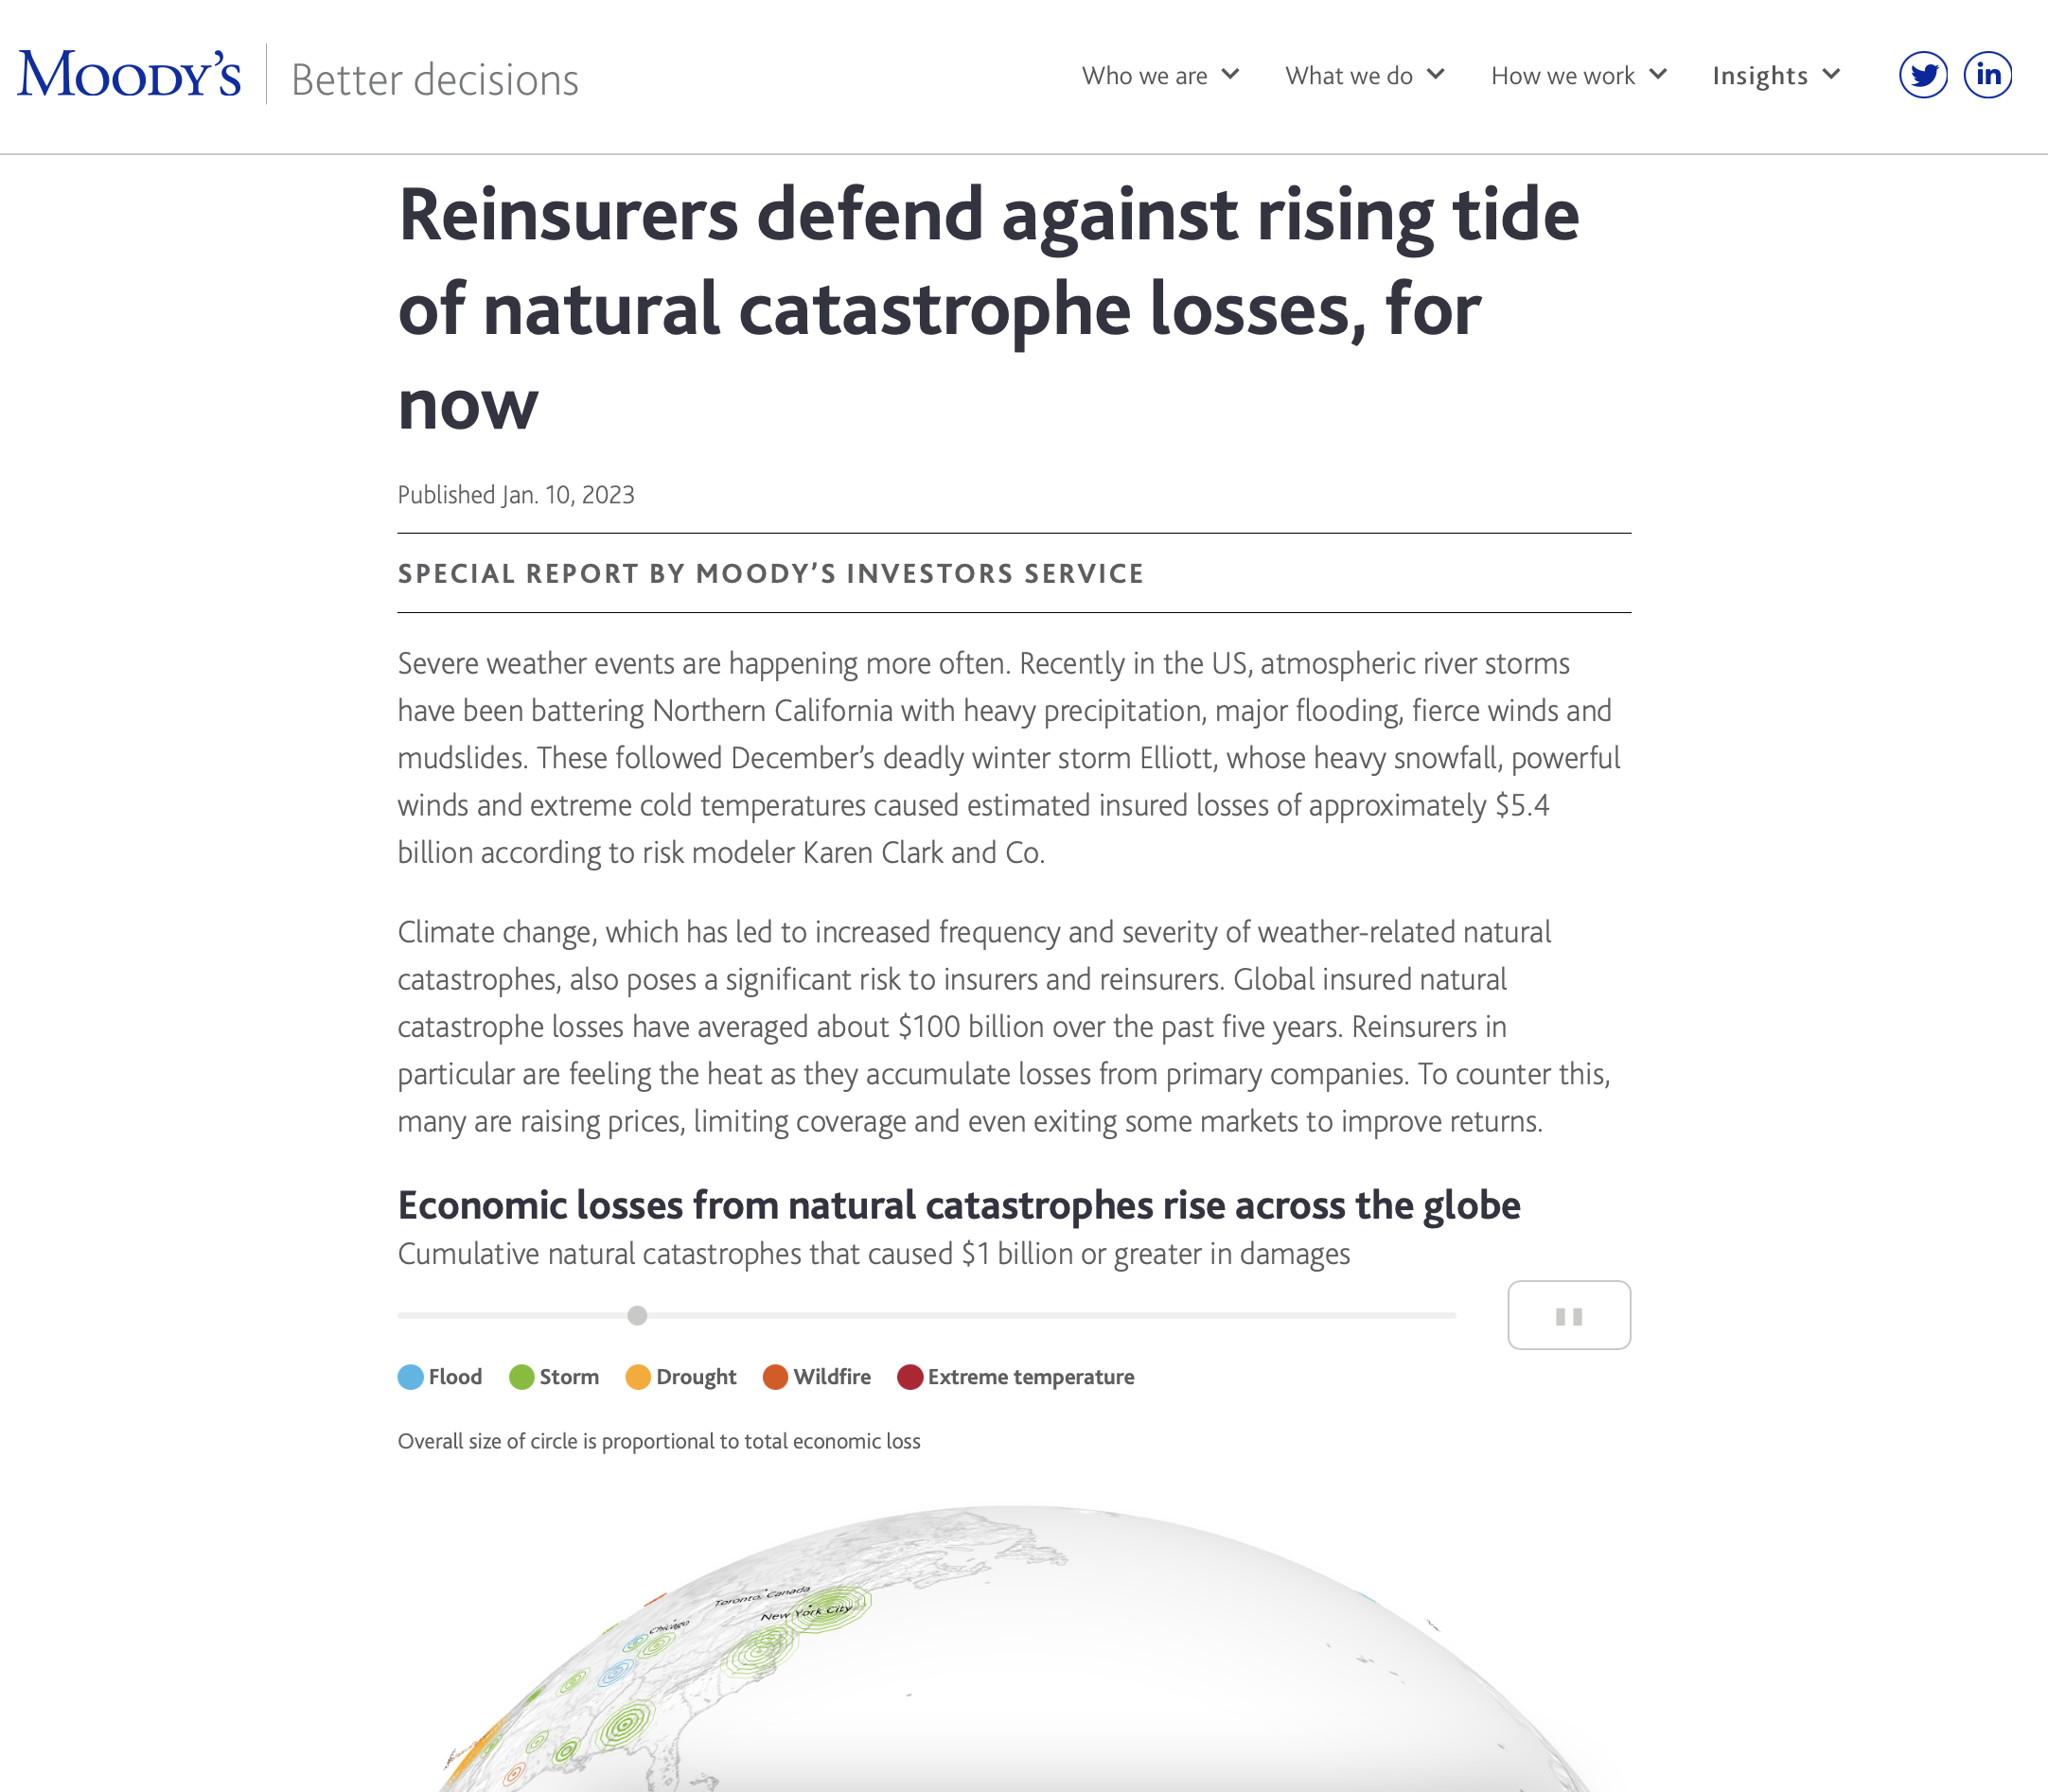 MOODY'S
Better decisions
Who we are
What we do
How we work
Insights
in
Reinsurers defend against rising tide
of natural catastrophe losses, for
now
Published Jan. 10, 2023
SPECIAL REPORT BY MOODY’S INVESTORS SERVICE
Severe weather events are happening more often. Recently in the US, atmospheric river storms
have been battering Northern California with heavy precipitation, major flooding, fierce winds and
mudslides. These followed December’s deadly winter storm Elliott, whose heavy snowfall, powerful
winds and extreme cold temperatures caused estimated insured losses of approximately $5.4
billion according to risk modeler Karen Clark and Co.
Climate change, which has led to increased frequency and severity of weather-related natural
catastrophes, also poses a significant risk to insurers and reinsurers. Global insured natural
catastrophe losses have averaged about $100 billion over the past five years. Reinsurers in
particular are feeling the heat as they accumulate losses from primary companies. To counter this,
many are raising prices, limiting coverage and even exiting some markets to improve returns.
Economic losses from natural catastrophes rise across the globe
Cumulative natural catastrophes that caused $1 billion or greater in damages
Flood
Storm
Drought
Wildfire
Extreme temperature
Overall size of circle is proportional to total economic loss
Toronto, Canada
New York City
Chicago